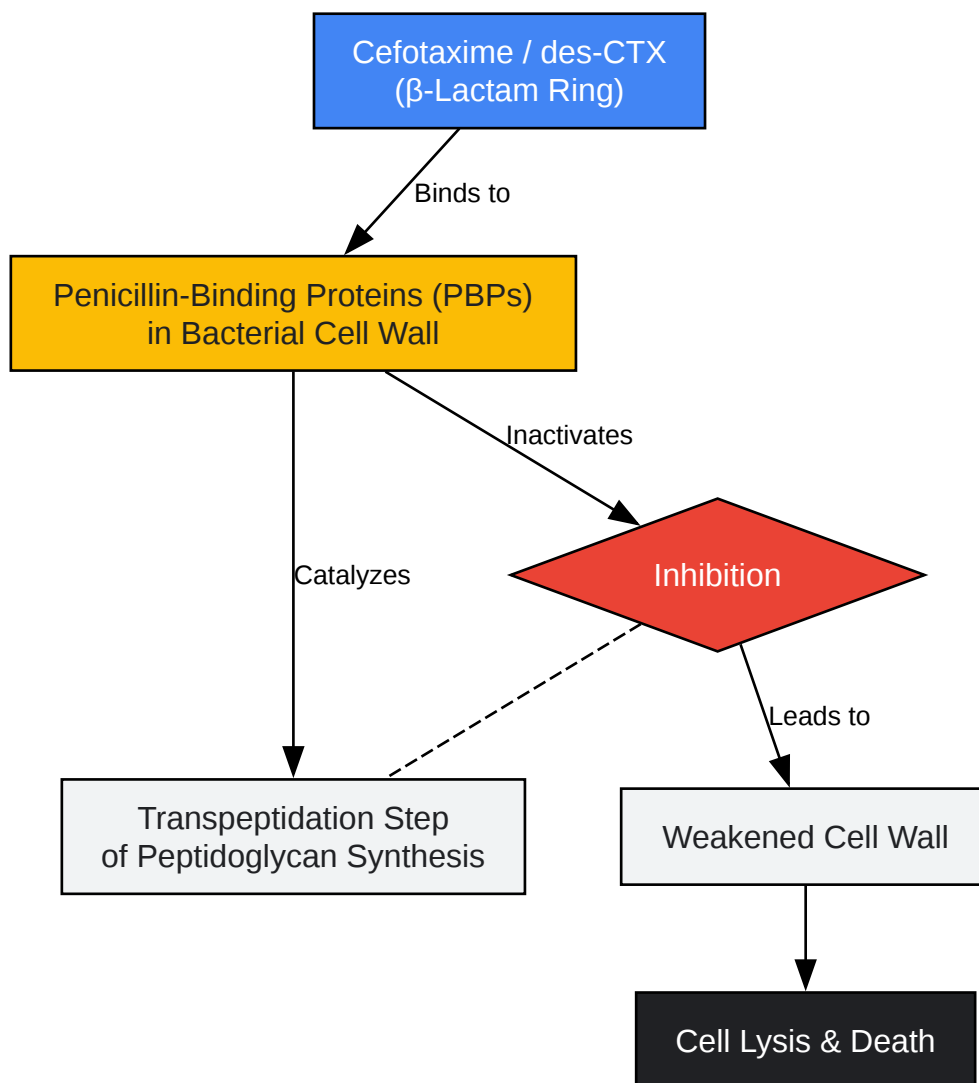 Cefotaxime / des-CTX
(β-Lactam Ring)
Binds to
Penicillin-Binding Proteins (PBPs)
in Bacterial Cell Wall
Inactivates
Catalyzes
Inhibition
Leads to
Transpeptidation Step
of Peptidoglycan Synthesis
Weakened Cell Wall
Cell Lysis & Death